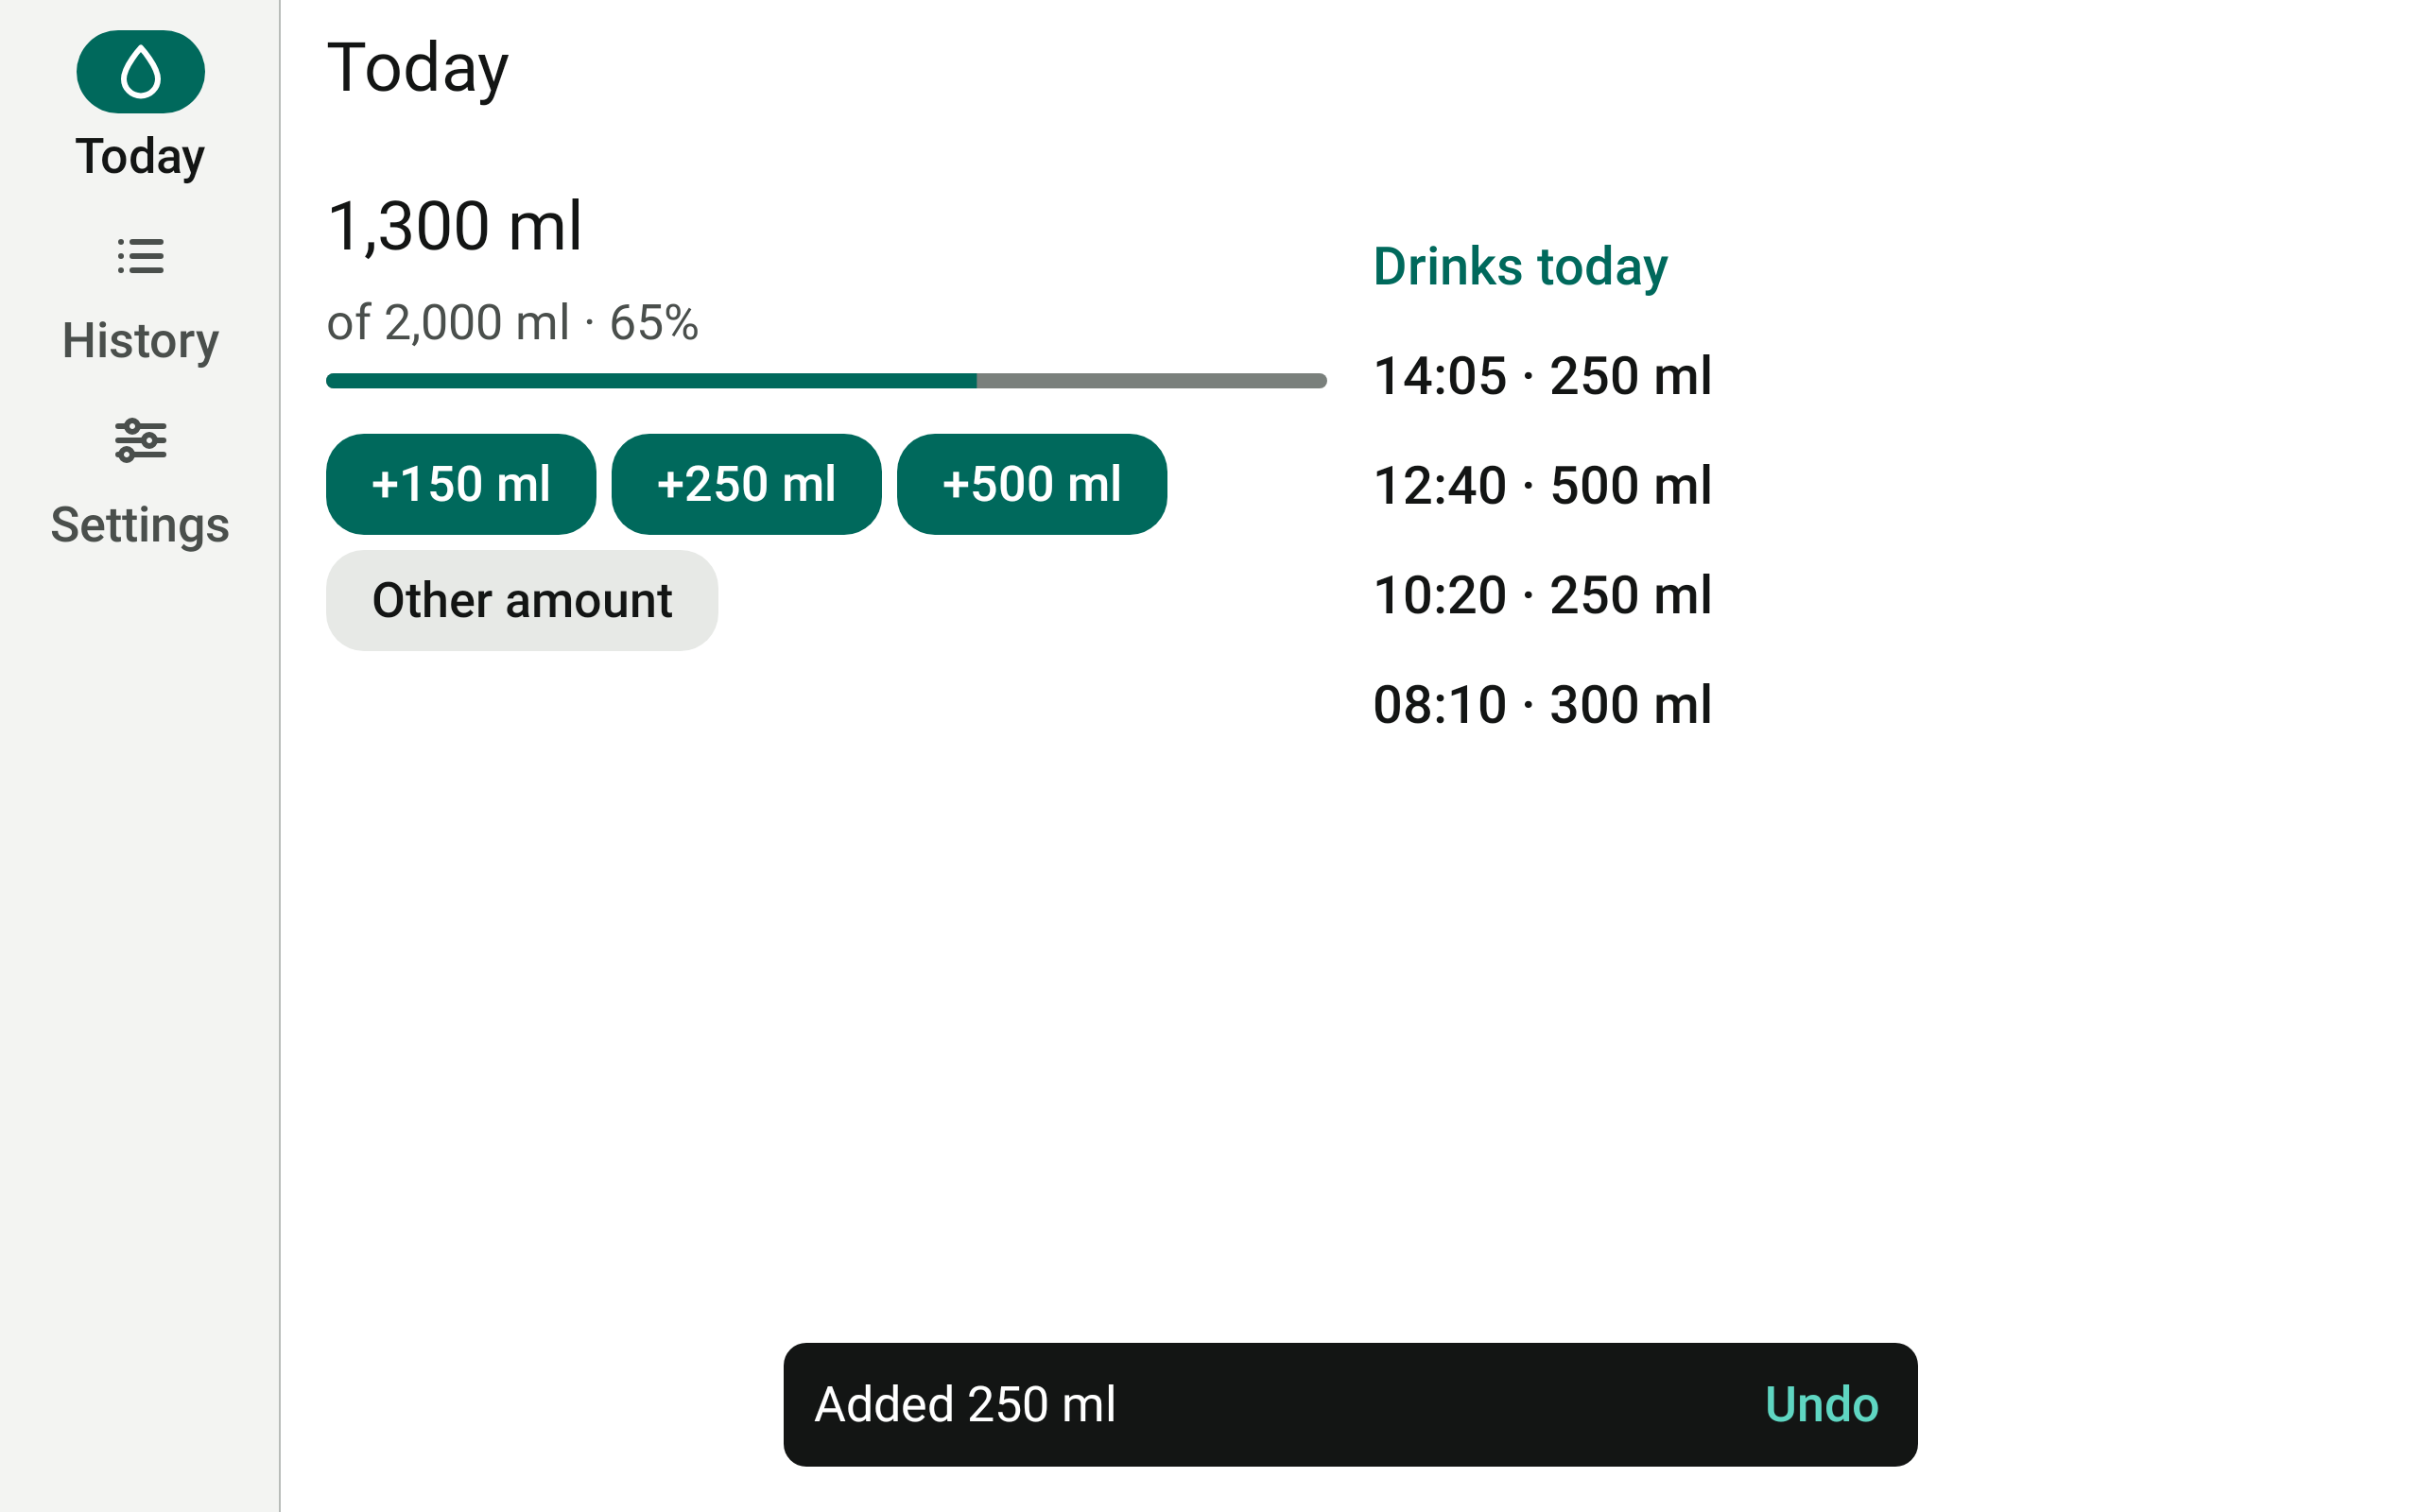 Today
History
Settings
Today
1,300 ml
of 2,000 ml · 65%
+150 ml
+250 ml
+500 ml
Other amount
Drinks today
14:05 · 250 ml
12:40 · 500 ml
10:20 · 250 ml
08:10 · 300 ml
Added 250 ml
Undo